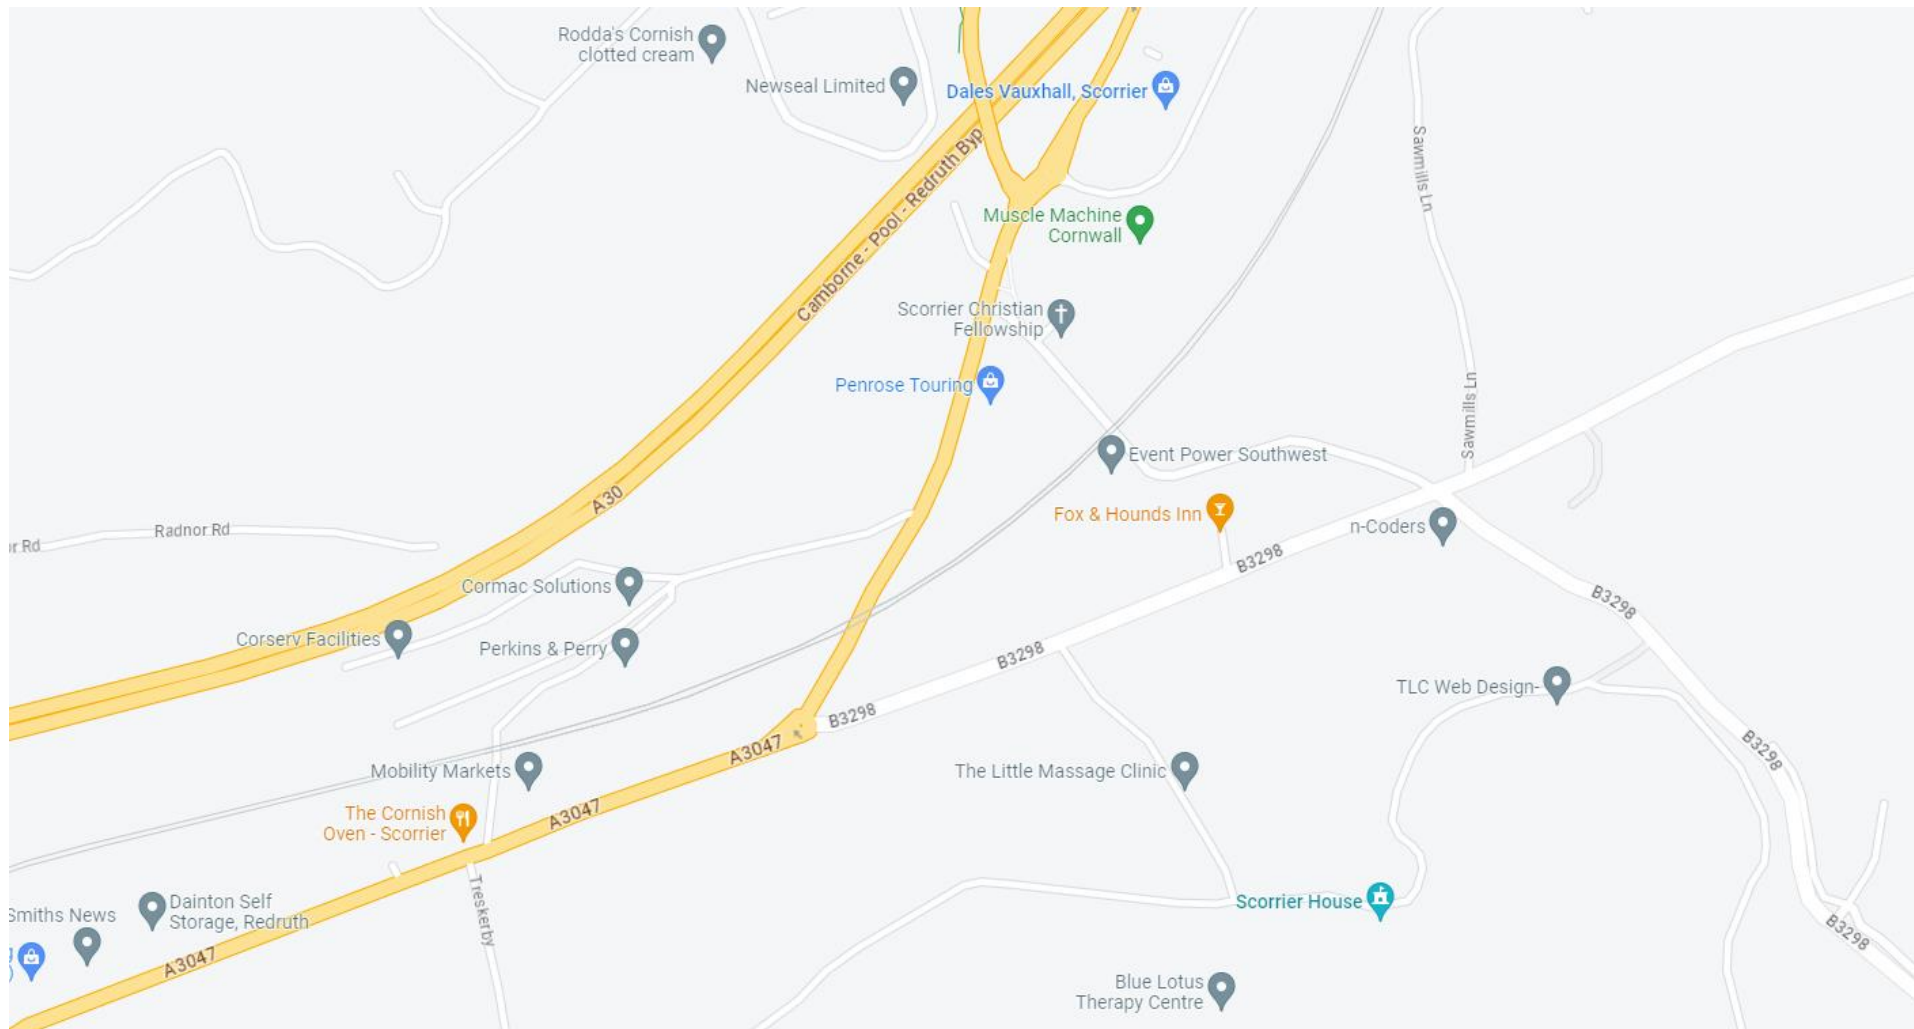 Rodda's Cornish
clotted cream
Newseal Limited
Dales Vauxhall, Scorrier
Camborne - Pool - Redruth Byp
Sawmills Ln
Muscle Machine
Cornwall
Scorrier Christian
Fellowship
Penrose Touring
Sawmills Ln
Event Power Southwest
A30
Fox & Hounds Inn
n-Coders
Radnor Rd
r Rd
B3298
Cormac Solutions
B3298
Corserv Facilities
Perkins & Perry
B3298
TLC Web Design-
B3298
A3047
B3298
Mobility Markets
The Little Massage Clinic
The Cornish
Oven - Scorrier
A3047
Treskerby
Smiths News
Dainton Self
Storage, Redruth
Scorrier House
B3298
A3047
Blue Lotus
Therapy Centre